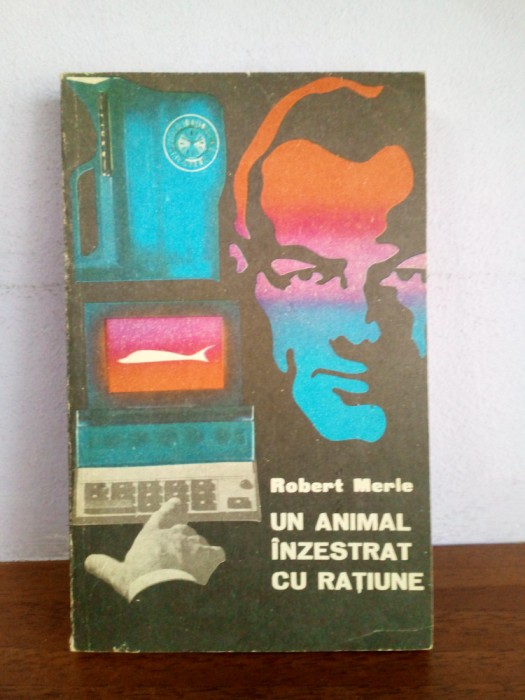 Robert Merle
UN ANIMAL
ÎNZESTRAT
CU RAȚIUNE